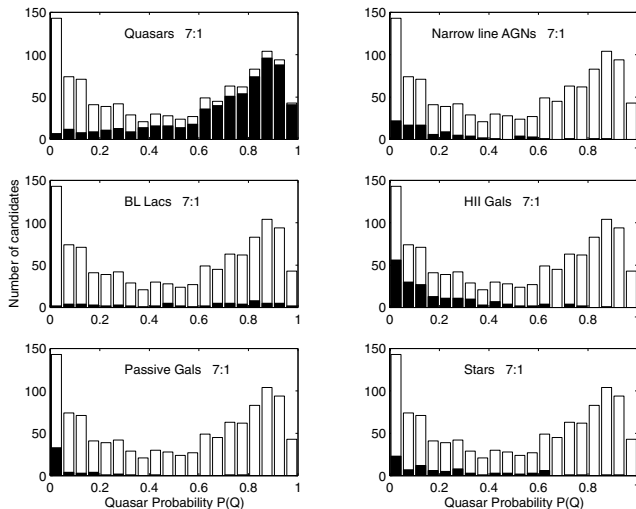 Quasars 7:1
150
100
50
0
0 0.2 0.4 0.6 0.8 1
Narrow line AGNs 7:1
150
100
50
0
0 0.2 0.4 0.6 0.8 1
Number of candidates
BL Lacs 7:1
150
100
50
0
0 0.2 0.4 0.6 0.8 1
HII Gals 7:1
150
100
50
0
0 0.2 0.4 0.6 0.8 1
Passive Gals 7:1
150
100
50
0
0 0.2 0.4 0.6 0.8 1
Quasar Probability P(Q)
Stars 7:1
150
100
50
0
0 0.2 0.4 0.6 0.8 1
Quasar Probability P(Q)